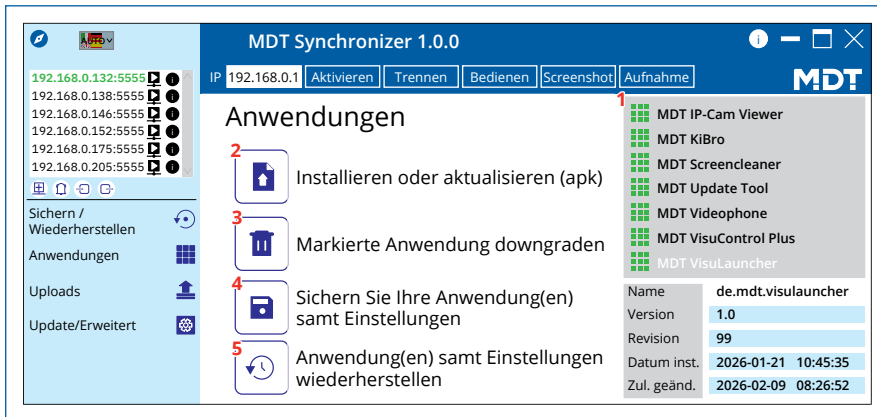 AUTO
MDT Synchronizer 1.0.0
i
192.168.0.132:5555 i
192.168.0.138:5555 i
192.168.0.146:5555 i
192.168.0.152:5555 i
192.168.0.175:5555 i
192.168.0.205:5555 i
Sichern /
Wiederherstellen
Anwendungen
Uploads
Update/Erweitert
IP 192.168.0.1 Aktivieren Trennen Bedienen Screenshot Aufnahme
MDT
Anwendungen
2
Installieren oder aktualisieren (apk)
3
Markierte Anwendung downgraden
4
Sichern Sie Ihre Anwendung(en)
samt Einstellungen
5
Anwendung(en) samt Einstellungen
wiederherstellen
1
MDT IP-Cam Viewer
MDT KiBro
MDT Screencleaner
MDT Update Tool
MDT Videophone
MDT VisuControl Plus
MDT VisuLauncher
Name de.mdt.visulauncher
Version 1.0
Revision 99
Datum inst. 2026-01-21 10:45:35
Zul. geänd. 2026-02-09 08:26:52